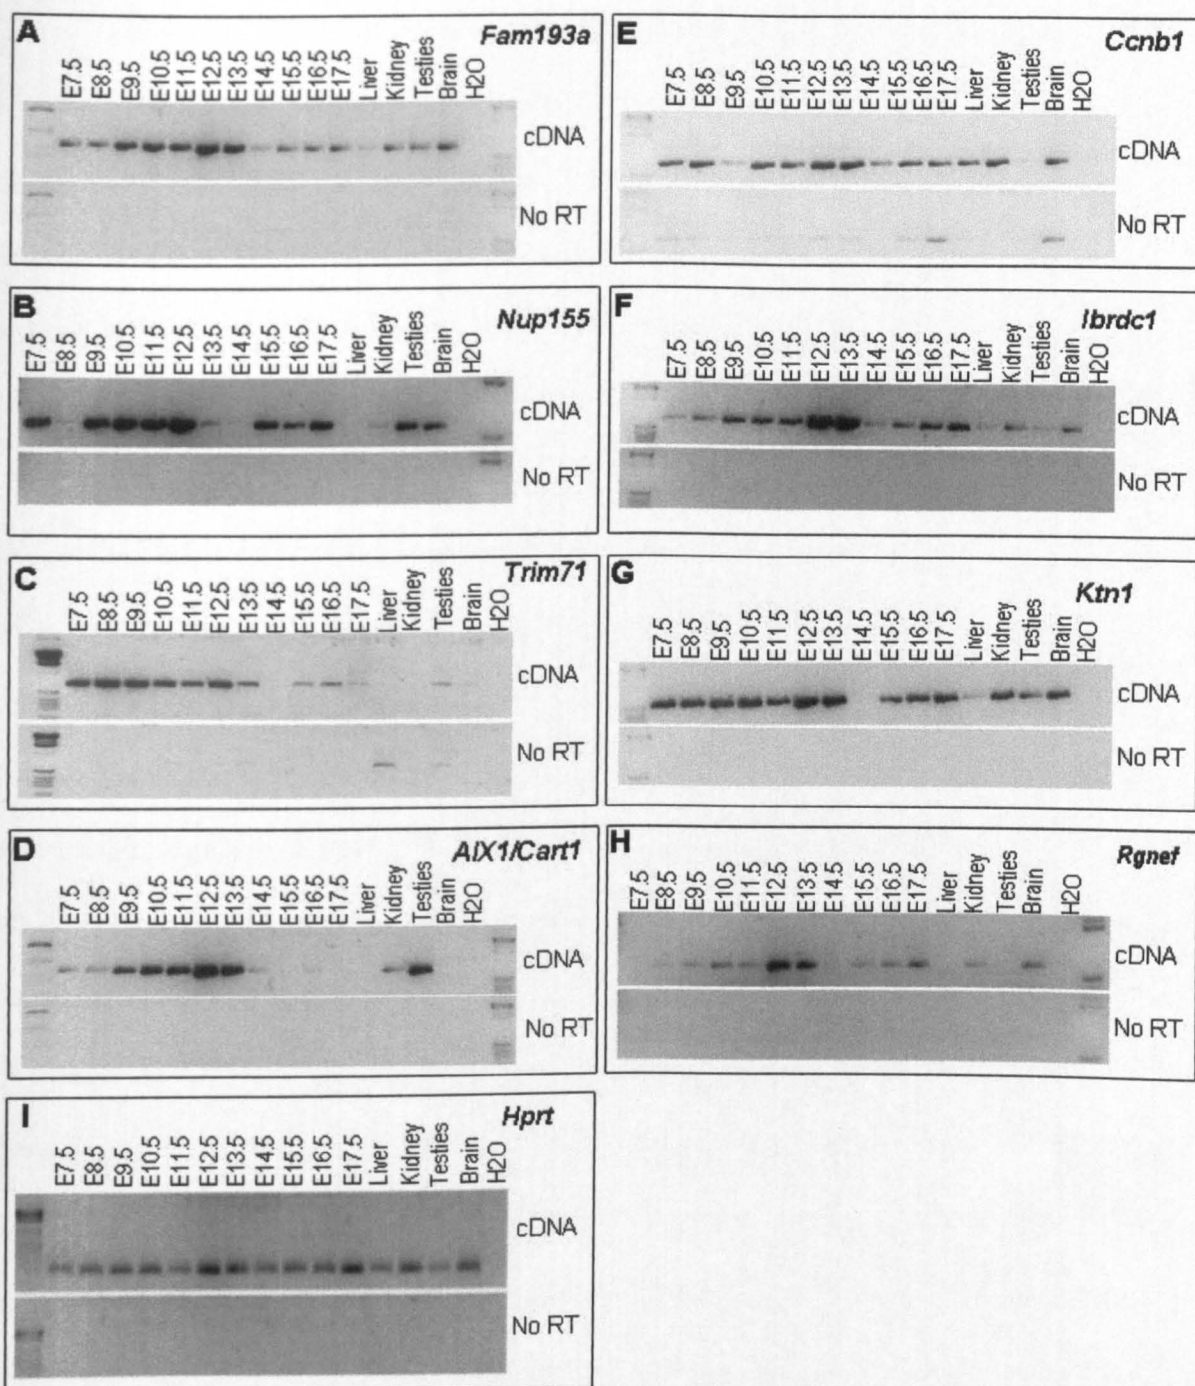 A
Fam193a
E7.5 E8.5 E9.5 E10.5 E11.5 E12.5 E13.5 E14.5 E15.5 E16.5 E17.5 Liver Kidney Testies Brain H2O
cDNA
No RT
B
Nup155
E7.5 E8.5 E9.5 E10.5 E11.5 E12.5 E13.5 E14.5 E15.5 E16.5 E17.5 Liver Kidney Testies Brain H2O
cDNA
No RT
C
Trim71
E7.5 E8.5 E9.5 E10.5 E11.5 E12.5 E13.5 E14.5 E15.5 E16.5 E17.5 Liver Kidney Testies Brain H2O
cDNA
No RT
D
AlX1/Cart1
E7.5 E8.5 E9.5 E10.5 E11.5 E12.5 E13.5 E14.5 E15.5 E16.5 E17.5 Liver Kidney Testies Brain H2O
cDNA
No RT
I
Hprt
E7.5 E8.5 E9.5 E10.5 E11.5 E12.5 E13.5 E14.5 E15.5 E16.5 E17.5 Liver Kidney Testies Brain H2O
cDNA
No RT
E
Ccnb1
E7.5 E8.5 E9.5 E10.5 E11.5 E12.5 E13.5 E14.5 E15.5 E16.5 E17.5 Liver Kidney Testies Brain H2O
cDNA
No RT
F
Ibrdc1
E7.5 E8.5 E9.5 E10.5 E11.5 E12.5 E13.5 E14.5 E15.5 E16.5 E17.5 Liver Kidney Testies Brain H2O
cDNA
No RT
G
Ktn1
E7.5 E8.5 E9.5 E10.5 E11.5 E12.5 E13.5 E14.5 E15.5 E16.5 E17.5 Liver Kidney Testies Brain H2O
cDNA
No RT
H
Rgnef
E7.5 E8.5 E9.5 E10.5 E11.5 E12.5 E13.5 E14.5 E15.5 E16.5 E17.5 Liver Kidney Testies Brain H2O
cDNA
No RT